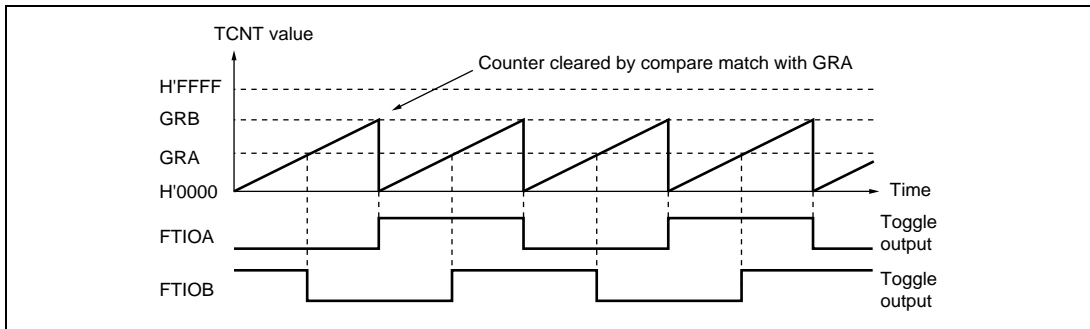 TCNT value
Counter cleared by compare match with GRA
H'FFFF
GRB
GRA
H'0000
Time
FTIOA
Toggle
output
FTIOB
Toggle
output